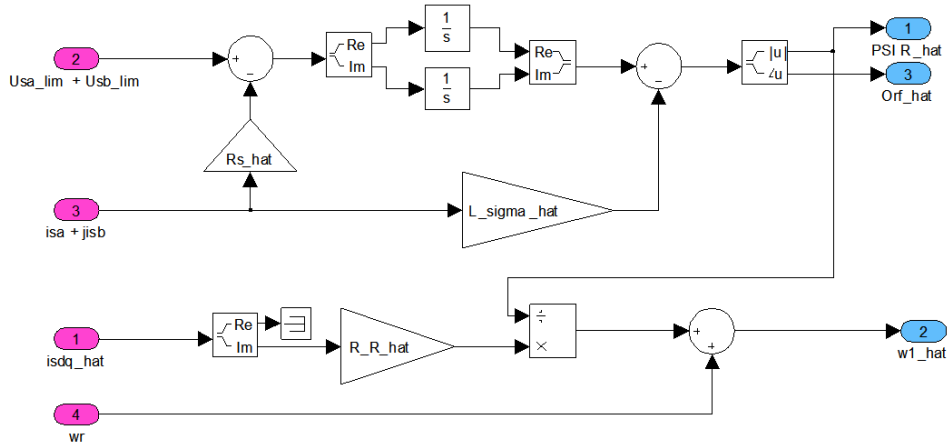 2
Usa_lim + Usb_lim
+
−
Re
Im
1
s
1
s
Re
Im
+
−
|u|
∠u
1
PSI R_hat
3
Orf_hat
Rs_hat
3
isa + jisb
L_sigma_hat
1
isdq_hat
Re
Im
R_R_hat
÷
×
+
+
2
w1_hat
4
wr